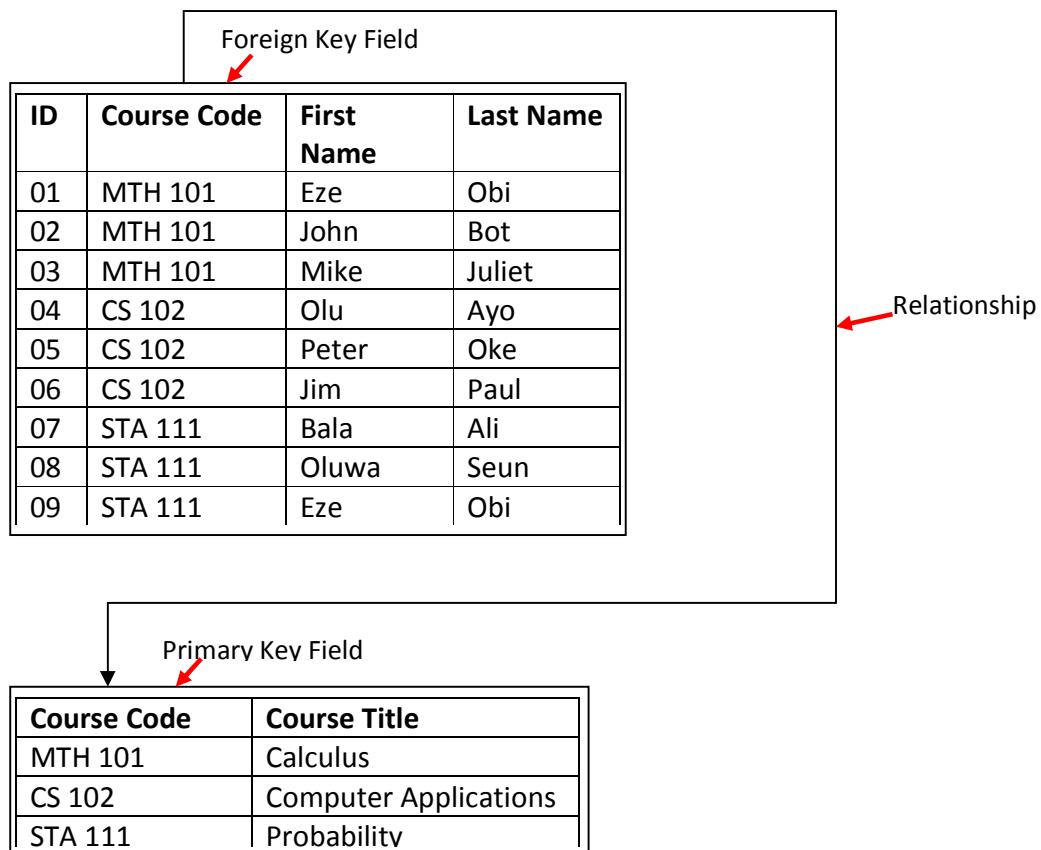 Foreign Key Field
ID Course Code First Name Last Name
01 MTH 101 Eze Obi
02 MTH 101 John Bot
03 MTH 101 Mike Juliet
04 CS 102 Olu Ayo
05 CS 102 Peter Oke
06 CS 102 Jim Paul
07 STA 111 Bala Ali
08 STA 111 Oluwa Seun
09 STA 111 Eze Obi
Relationship
Primary Key Field
Course Code Course Title
MTH 101 Calculus
CS 102 Computer Applications
STA 111 Probability